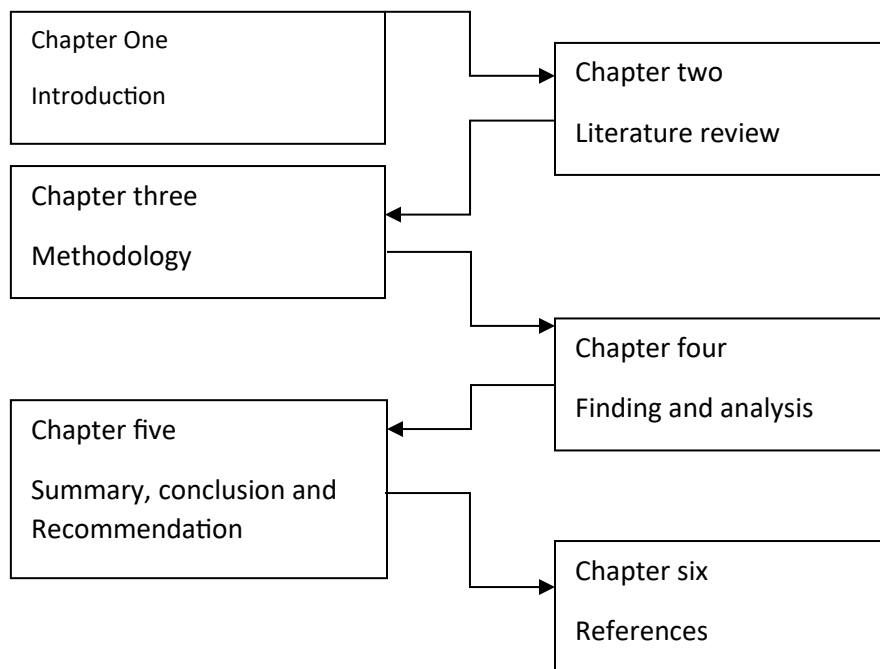 Chapter One
Introduction
Chapter two
Literature review
Chapter three
Methodology
Chapter four
Finding and analysis
Chapter five
Summary, conclusion and
Recommendation
Chapter six
References